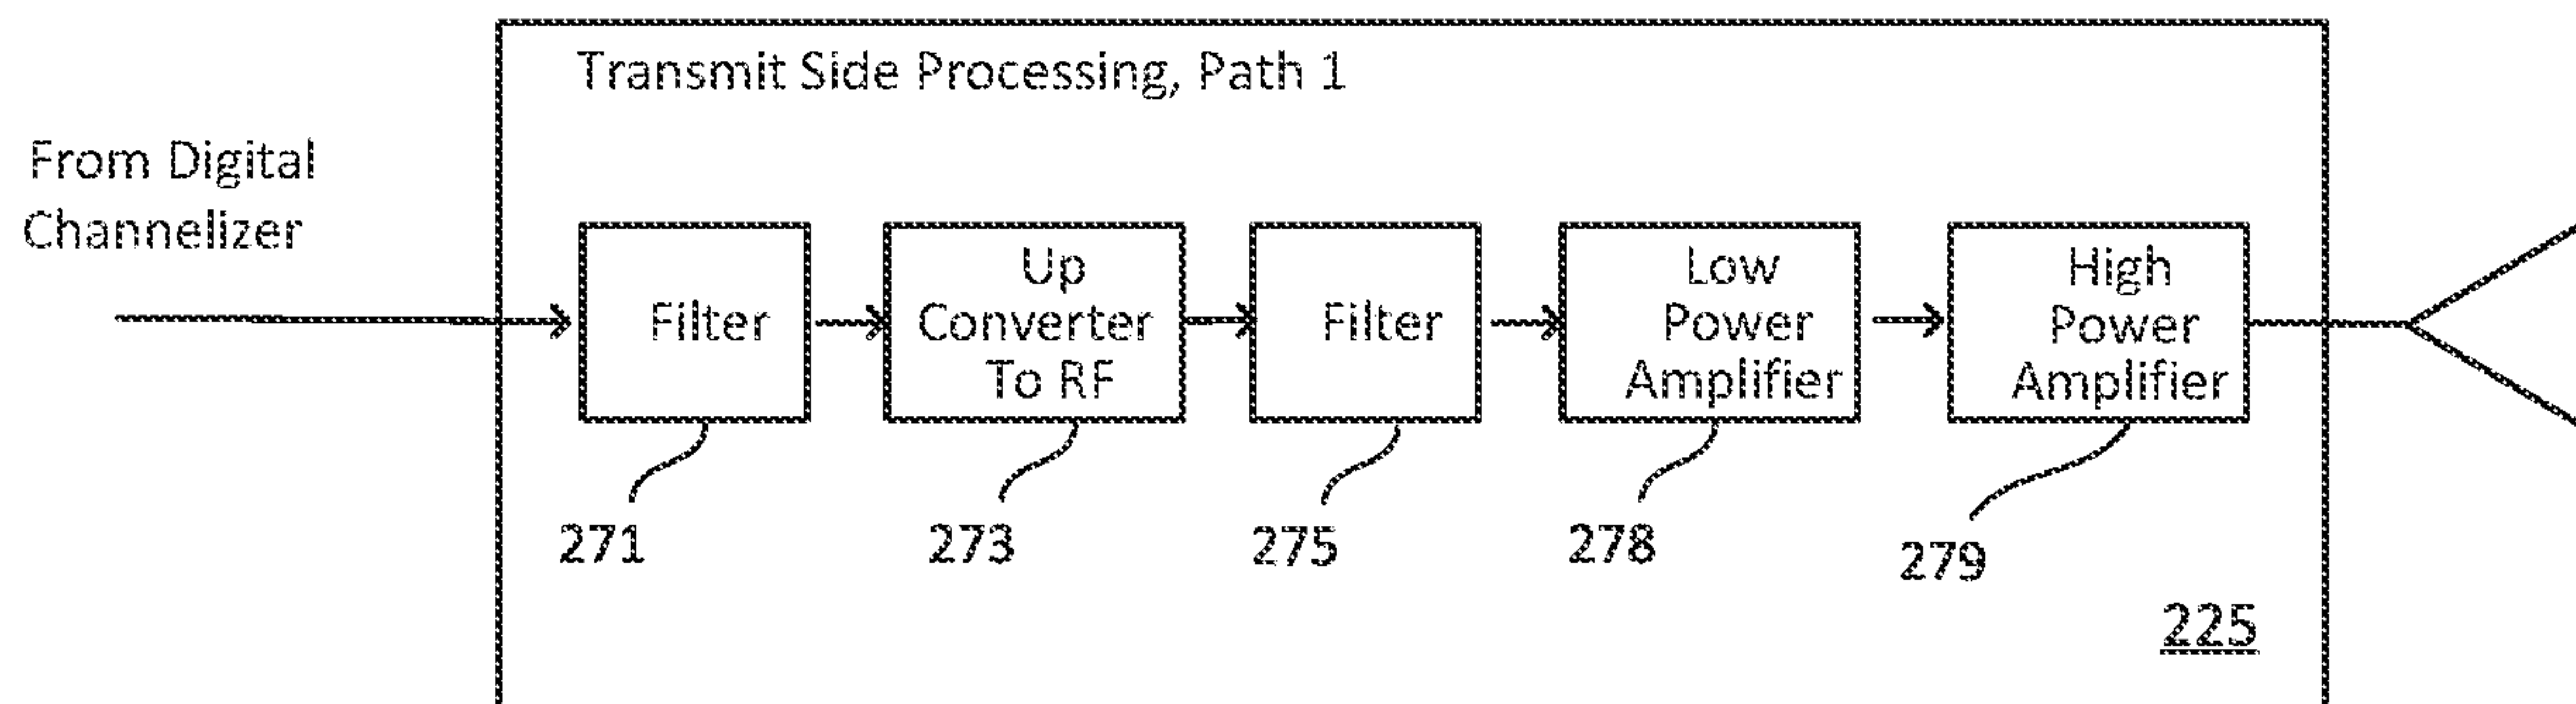 Transmit Side Processing, Path 1
From Digital
Channelizer
Filter
Up
Converter
To RF
Filter
Low
Power
Amplifier
High
Power
Amplifier
271
273
275
278
279
225